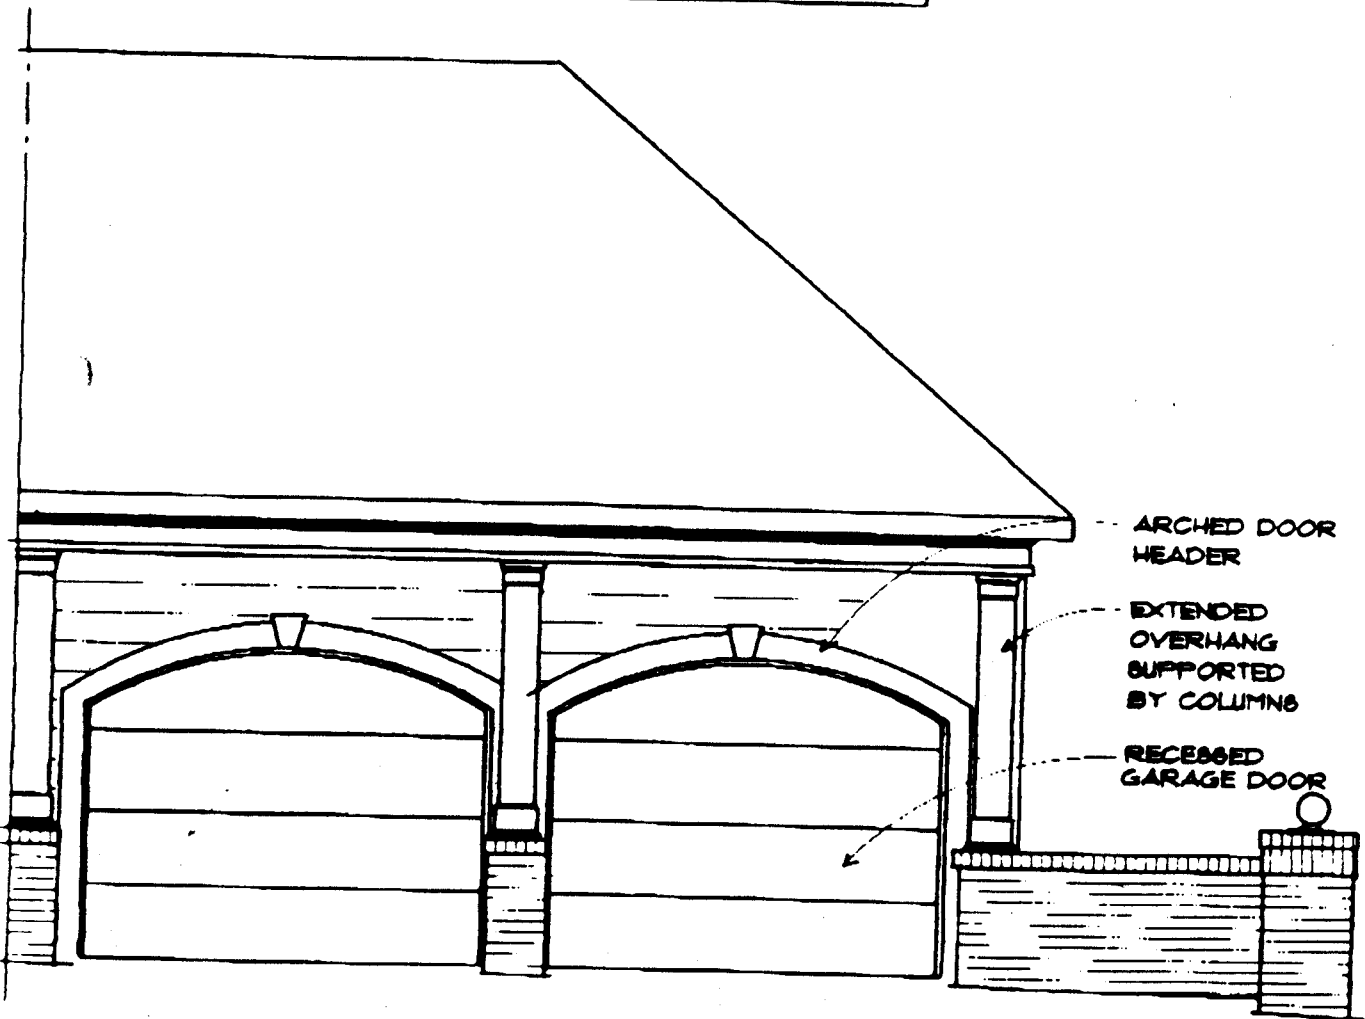 ARCHED DOOR
HEADER
EXTENDED
OVERHANG
SUPPORTED
BY COLUMNS
RECESSED
GARAGE DOOR